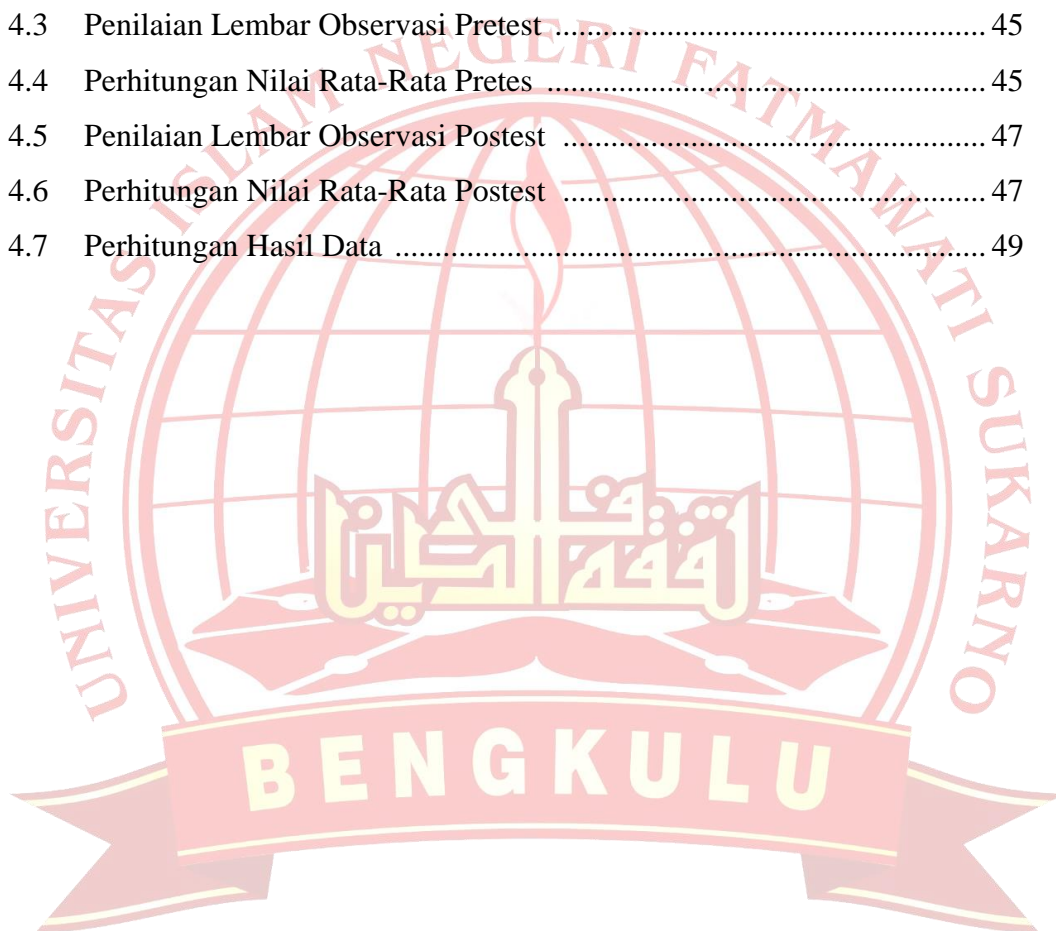 4.3 Penilaian Lembar Observasi Pretest ..................................................... 45
4.4 Perhitungan Nilai Rata-Rata Pretes ...................................................... 45
4.5 Penilaian Lembar Observasi Postest .................................................... 47
4.6 Perhitungan Nilai Rata-Rata Postest .................................................... 47
4.7 Perhitungan Hasil Data ........................................................................ 49
UNIVERSITAS ISLAM NEGERI FATMAWATI SUKARNO
BENGKULU